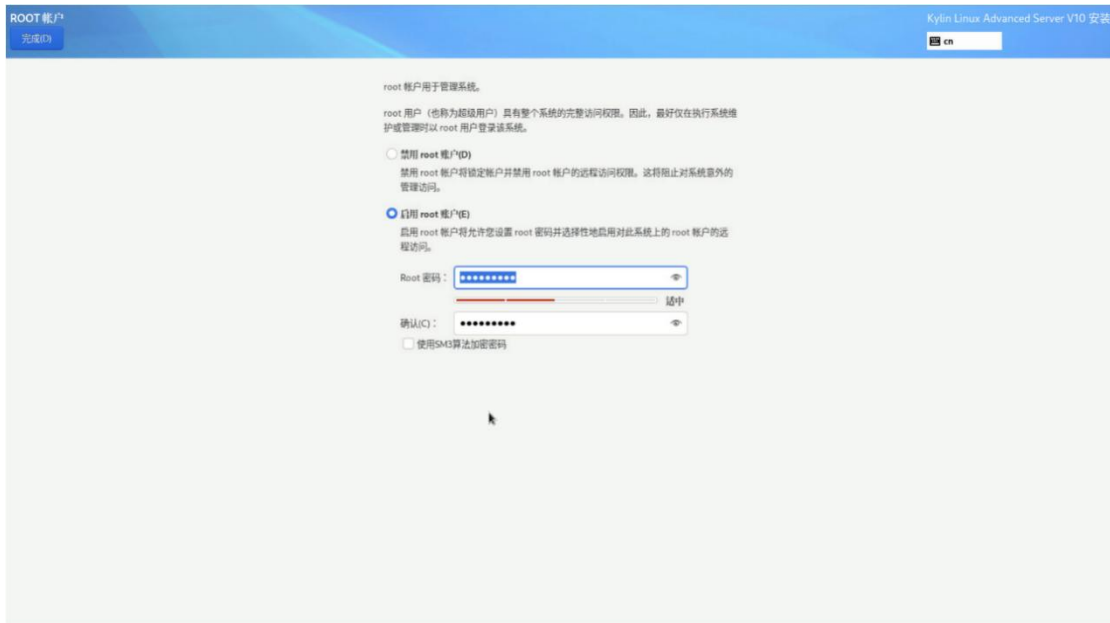 ROOT 帐户
完成(D)
Kylin Linux Advanced Server V10 安装
cn
root 帐户用于管理系统。
root 用户（也称为超级用户）具有整个系统的完整访问权限。因此，最好仅在执行系统维
护或管理时以 root 用户登录该系统。
禁用 root 帐户(D)
禁用 root 帐户将锁定帐户并禁用 root 帐户的远程访问权限。这将阻止对系统意外的
管理访问。
启用 root 帐户(E)
启用 root 帐户将允许您设置 root 密码并选择性地启用对此系统上的 root 帐户的远
程访问。
Root 密码：
适中
确认(C)：
使用SM3算法加密密码